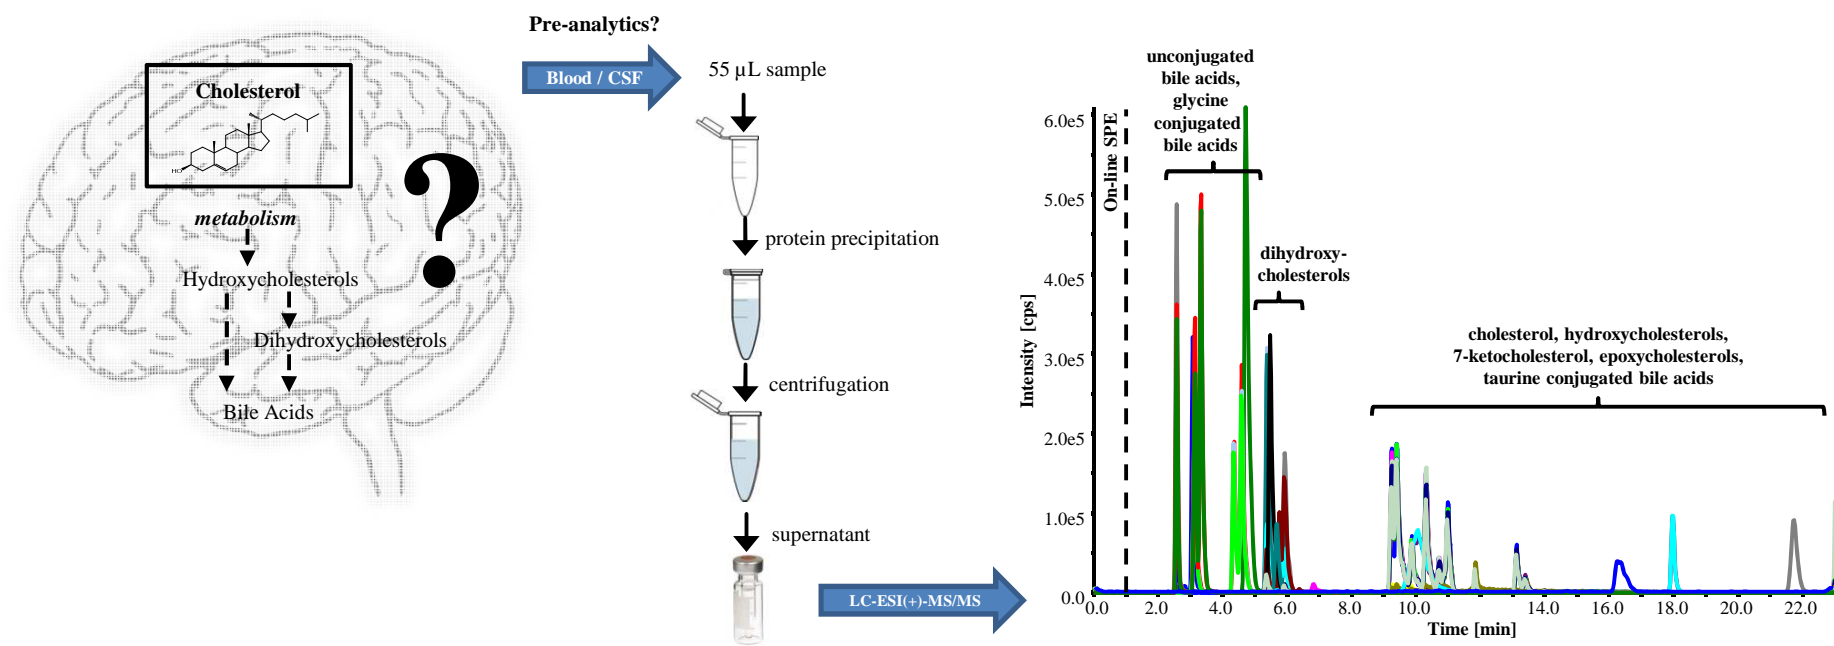 Cholesterol
HO
metabolism
Hydroxycholesterols
Dihydroxycholesterols
Bile Acids
?
Pre-analytics?
Blood / CSF
55 µL sample
protein precipitation
centrifugation
supernatant
LC-ESI(+)-MS/MS
On-line SPE
unconjugated
bile acids,
glycine
conjugated
bile acids
dihydroxy-
cholesterols
cholesterol, hydroxycholesterols,
7-ketocholesterol, epoxycholesterols,
taurine conjugated bile acids
Intensity [cps]
6.0e5
5.0e5
4.0e5
3.0e5
2.0e5
1.0e5
0.0
0.0 2.0 4.0 6.0 8.0 10.0 14.0 16.0 18.0 20.0 22.0
Time [min]